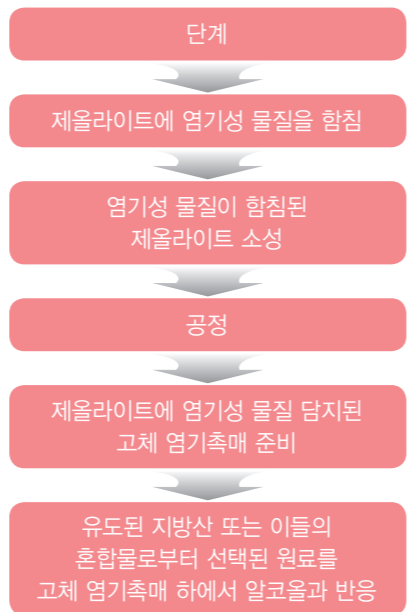 단계
제올라이트에 염기성 물질을 함침
염기성 물질이 함침된
제올라이트 소성
공정
제올라이트에 염기성 물질 담지된
고체 염기촉매 준비
유도된 지방산 또는 이들의
혼합물로부터 선택된 원료를
고체 염기촉매 하에서 알코올과 반응